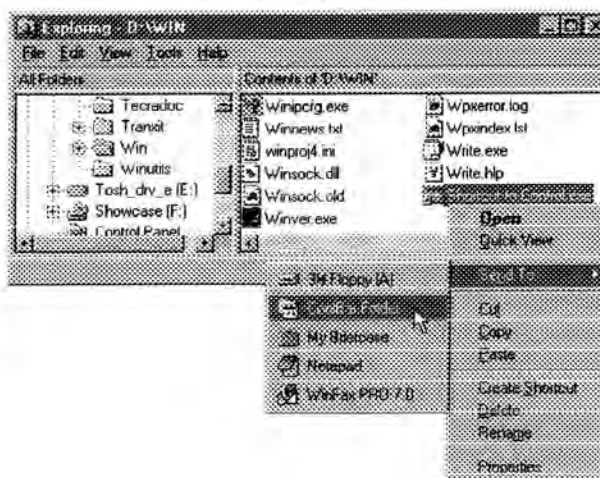 Exploring - D:\WIN
File Edit View Tools Help
All Folders
Contents of 'D:\WIN'
Tecradoc
Tranxit
Win
Winutils
Tosh_drv_e (E:)
Showcase (F:)
Control Panel
Winipcfg.exe
Winnews.txt
winproj4.ini
Winsock.dll
Winsock.old
Winver.exe
Wpxerror.log
Wpxindex.lst
Write.exe
Write.hlp
Open
Quick View
Send To
Cut
Copy
Paste
Create Shortcut
Delete
Rename
Properties
3½ Floppy (A)
My Briefcase
Notepad
WinFax PRO 7.0